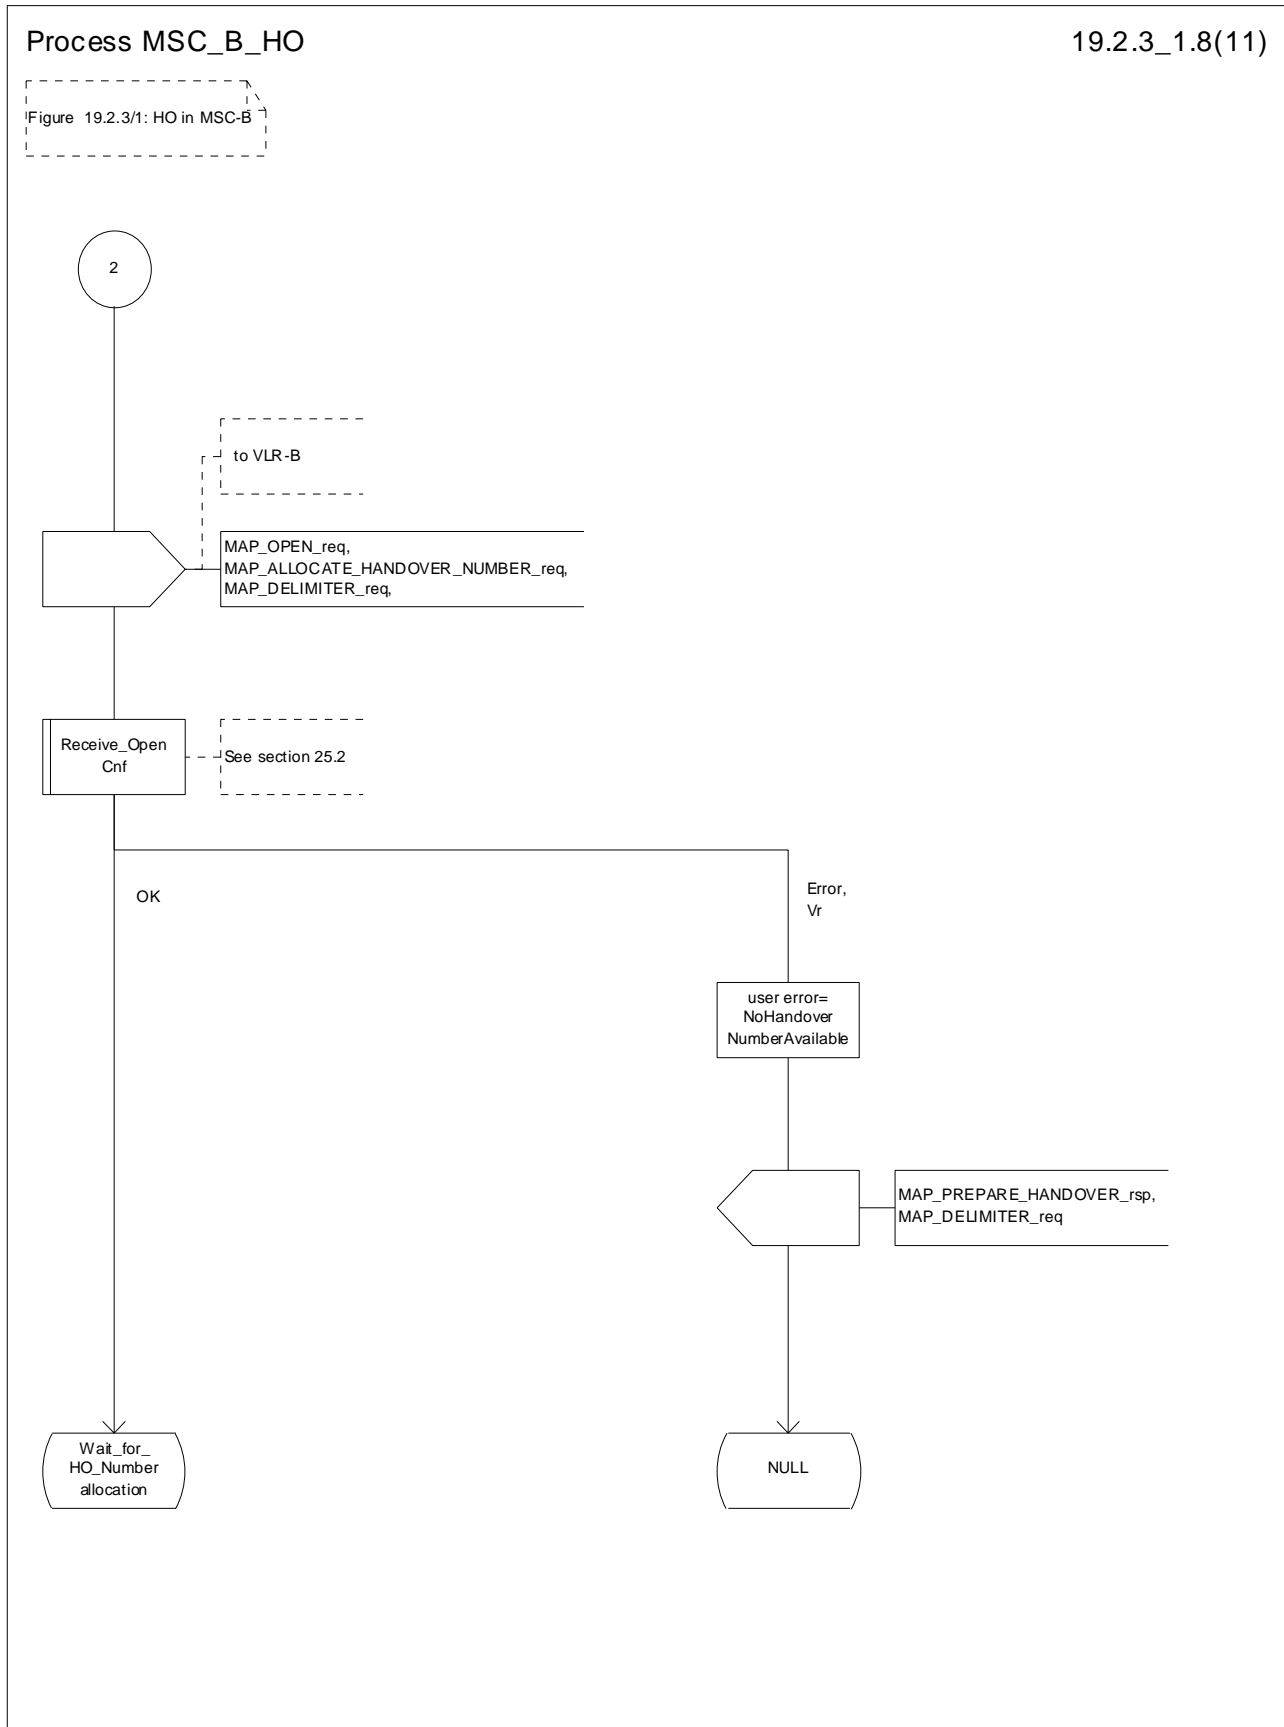 Process MSC_B_HO
19.2.3_1.8(11)
Figure 19.2.3/1: HO in MSC-B
2
to VLR-B
MAP_OPEN_req,
MAP_ALLOCATE_HANDOVER_NUMBER_req,
MAP_DELIMITER_req,
Receive_Open
Cnf
See section 25.2
OK
Error,
Vr
user error=
NoHandover
NumberAvailable
MAP_PREPARE_HANDOVER_rsp,
MAP_DELIMITER_req
Wait_for_
HO_Number
allocation
NULL